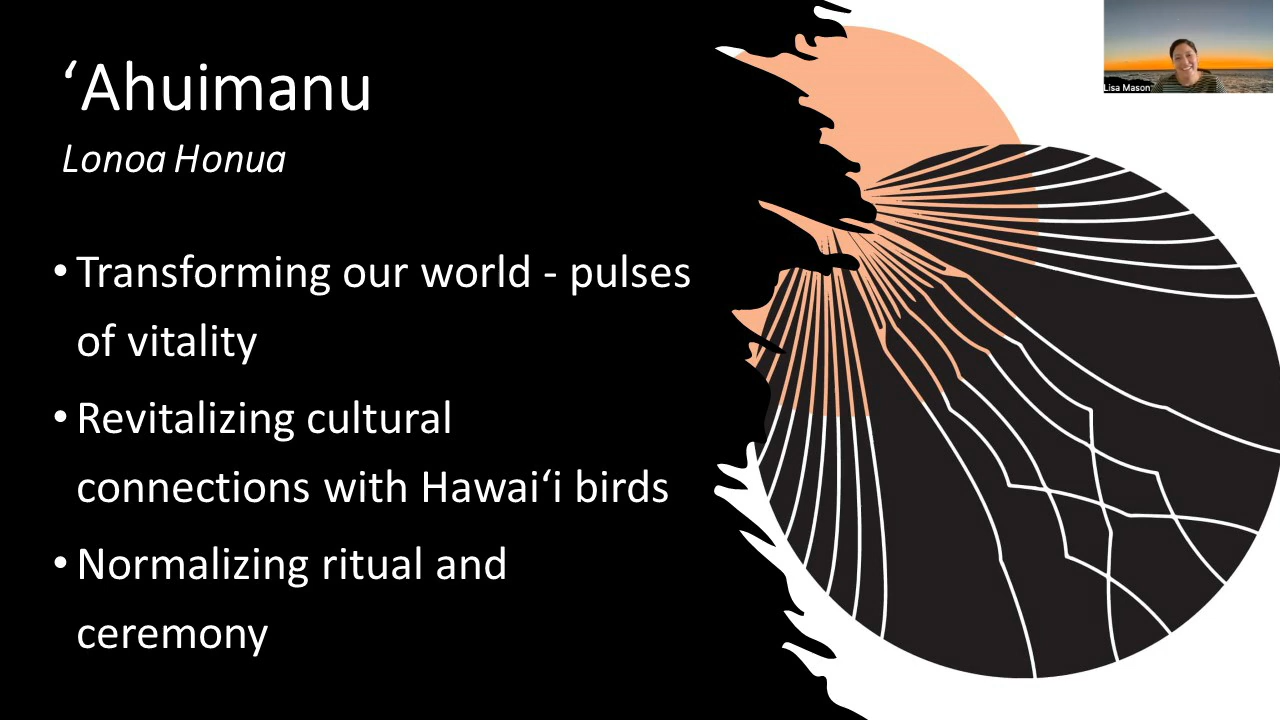 ʻAhuimanu
Lonoa Honua
• Transforming our world - pulses
of vitality
• Revitalizing cultural
connections with Hawaiʻi birds
• Normalizing ritual and
ceremony
Lisa Mason